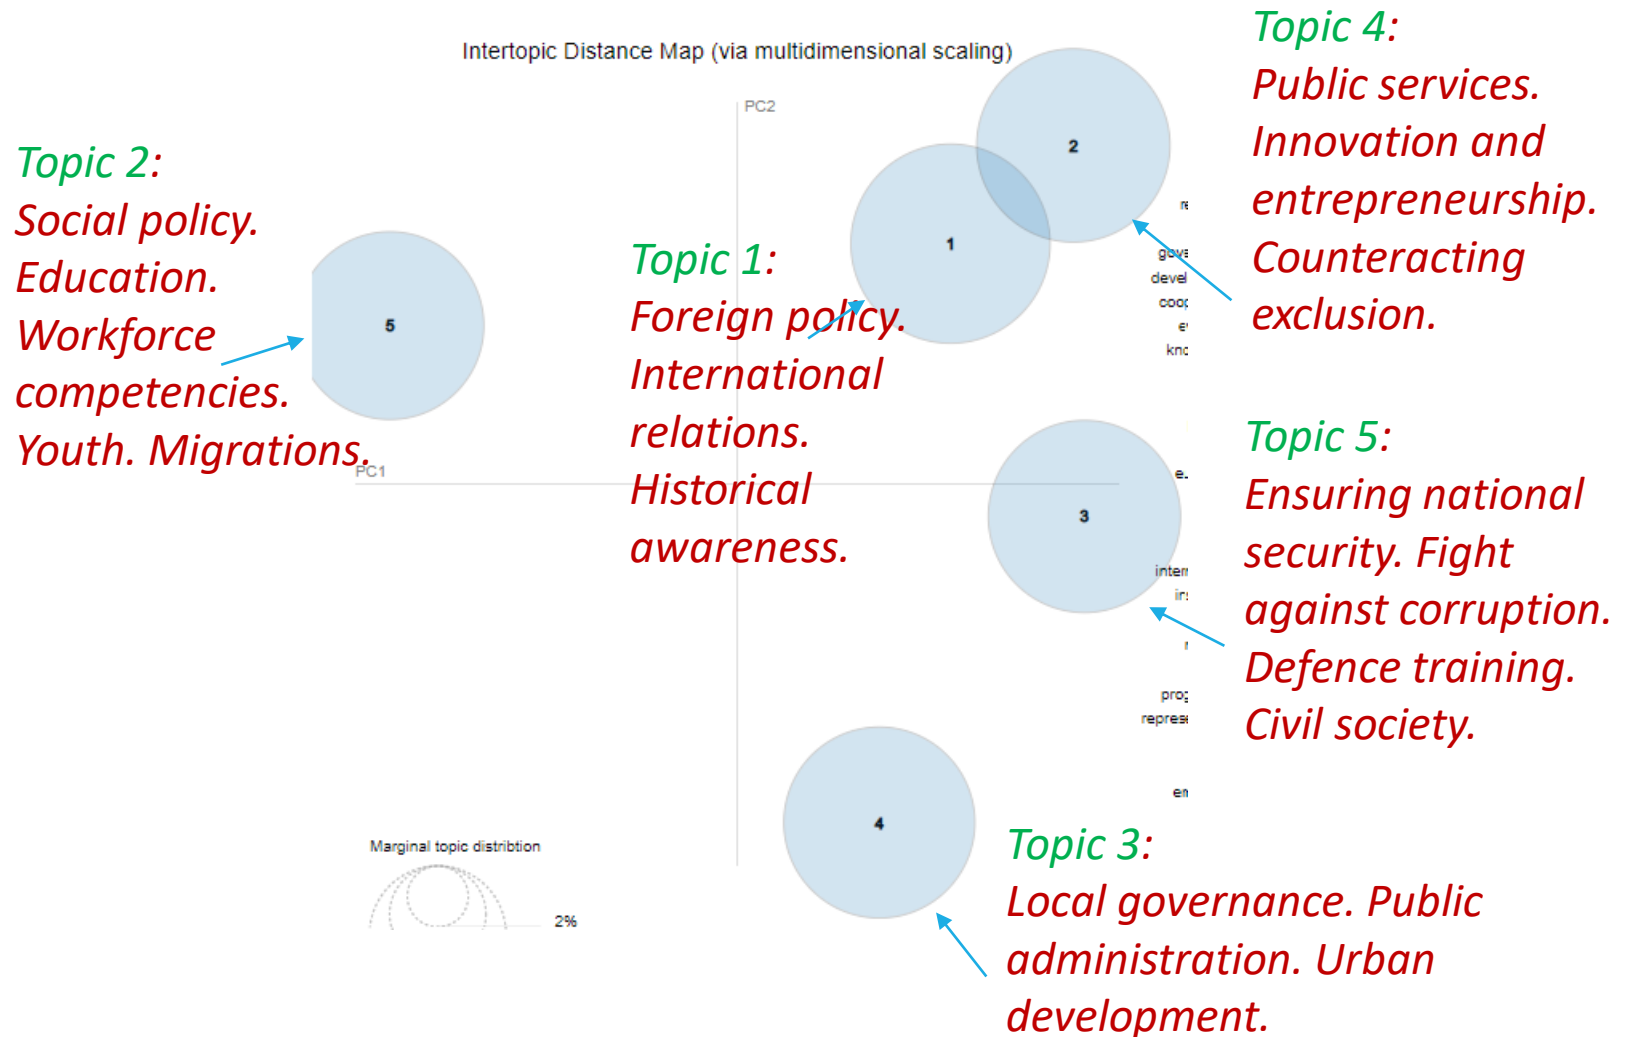 Intertopic Distance Map (via multidimensional scaling)
PC2
PC1
Topic 2:
Social policy.
Education.
Workforce
competencies.
Youth. Migrations.
5
Topic 1:
Foreign policy.
International
relations.
Historical
awareness.
1
2
Topic 4:
Public services.
Innovation and
entrepreneurship.
Counteracting
exclusion.
3
Topic 5:
Ensuring national
security. Fight
against corruption.
Defence training.
Civil society.
4
Topic 3:
Local governance. Public
administration. Urban
development.
Marginal topic distribtion
2%